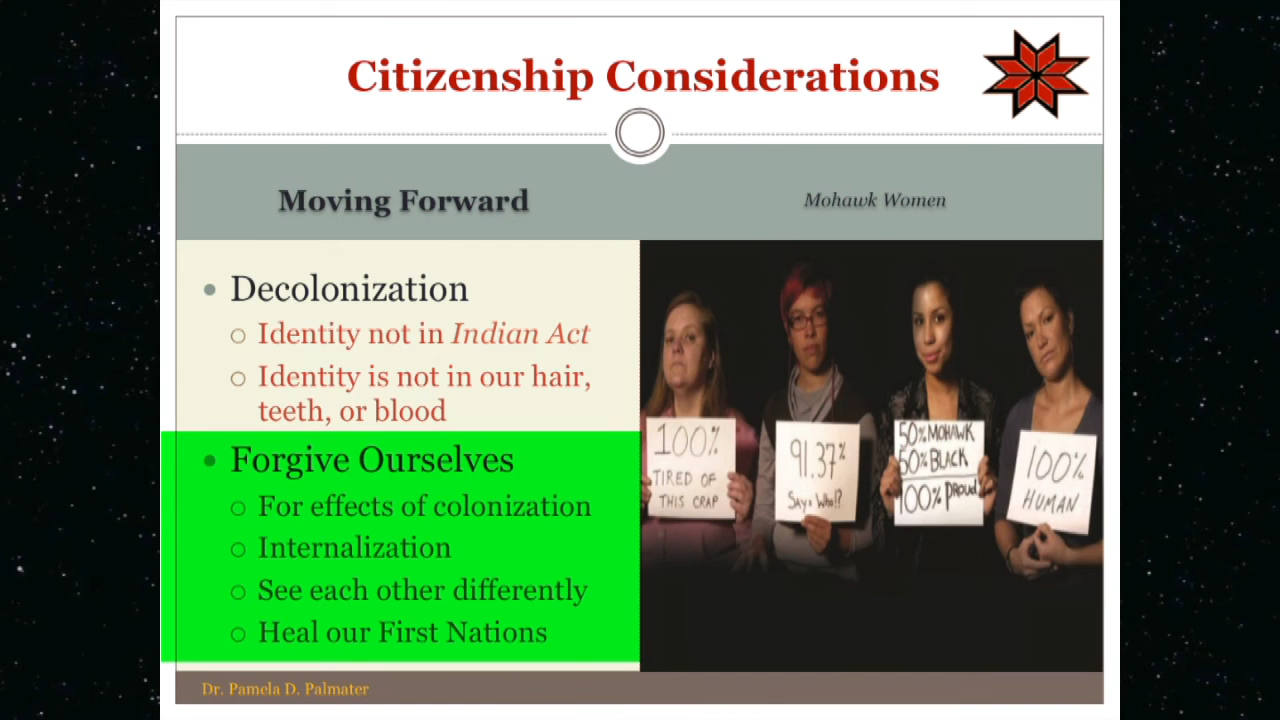 Citizenship Considerations
Moving Forward
Mohawk Women
• Decolonization
o Identity not in Indian Act
o Identity is not in our hair,
teeth, or blood
• Forgive Ourselves
o For effects of colonization
o Internalization
o See each other differently
o Heal our First Nations
100%
TIRED OF
THIS CRAP
91.37%
Says Who!?
50% MOHAWK
50% BLACK
100% Proud
100%
HUMAN
Dr. Pamela D. Palmater